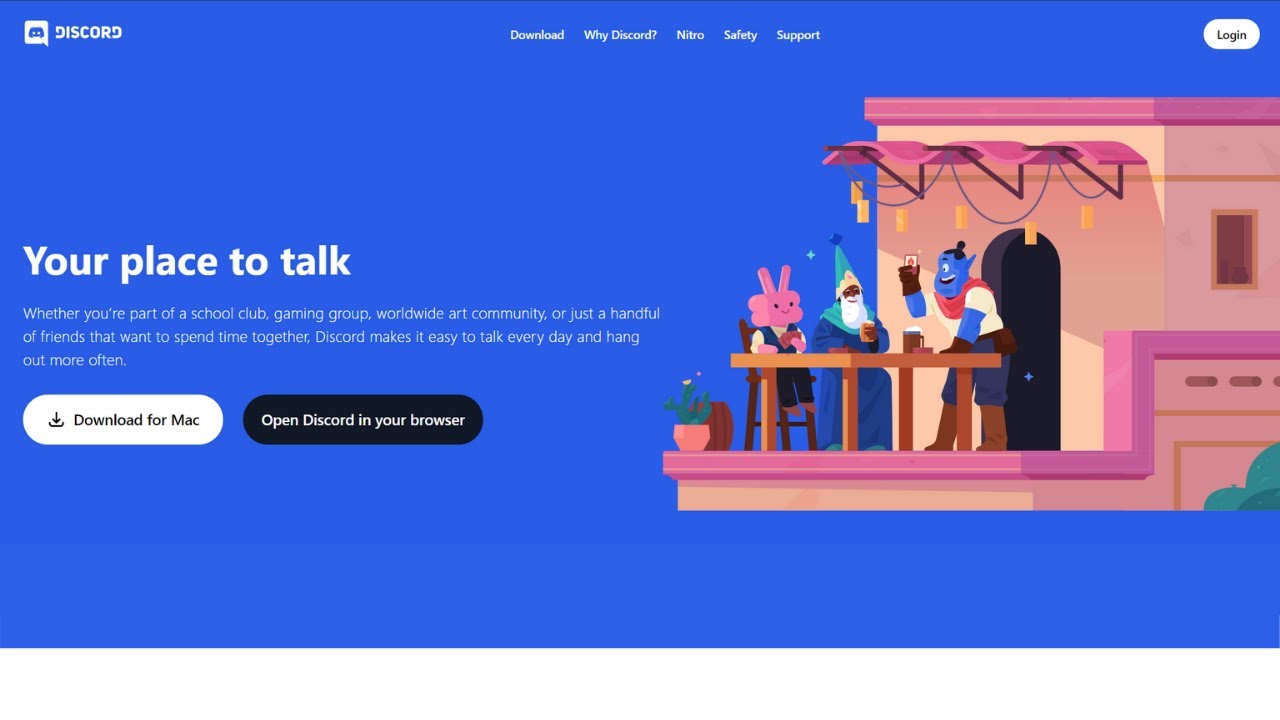 DISCORD
Download
Why Discord?
Nitro
Safety
Support
Login
Your place to talk
Whether you’re part of a school club, gaming group, worldwide art community, or just a handful
of friends that want to spend time together, Discord makes it easy to talk every day and hang
out more often.
Download for Mac
Open Discord in your browser